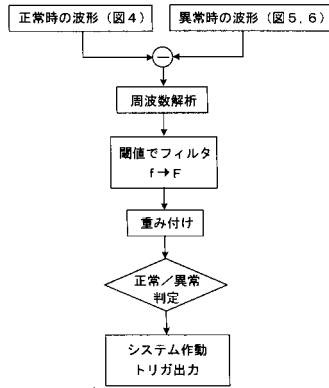 正常時の波形（図4）
異常時の波形（図5，6）
−
周波数解析
閾値でフィルタ
f→F
重み付け
正常／異常
判定
システム作動
トリガ出力